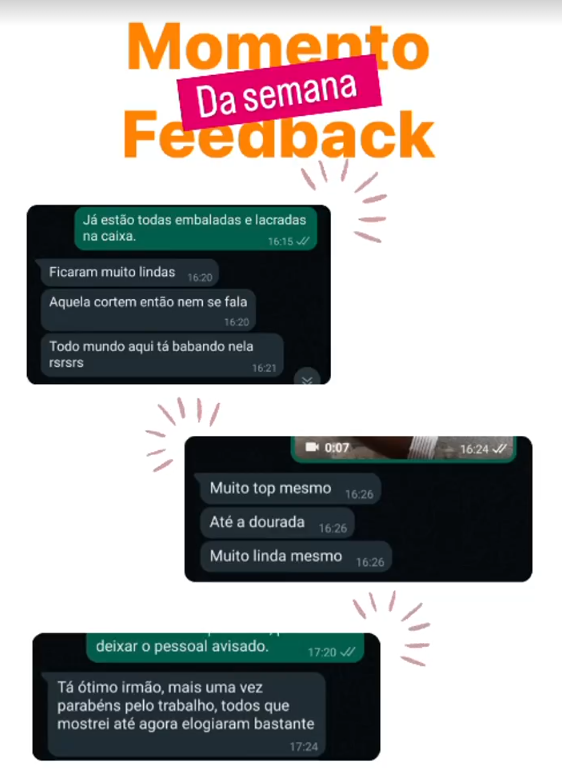 Momento
Da semana
Feedback
Já estão todas embaladas e lacradas
na caixa.
16:15
Ficaram muito lindas
16:20
Aquela cortem então nem se fala
16:20
Todo mundo aqui tá babando nela
rsrsrs
16:21
0:07
16:24
Muito top mesmo
16:26
Até a dourada
16:26
Muito linda mesmo
16:26
deixar o pessoal avisado.
17:20
Tá ótimo irmão, mais uma vez
parabéns pelo trabalho, todos que
mostrei até agora elogiaram bastante
17:24